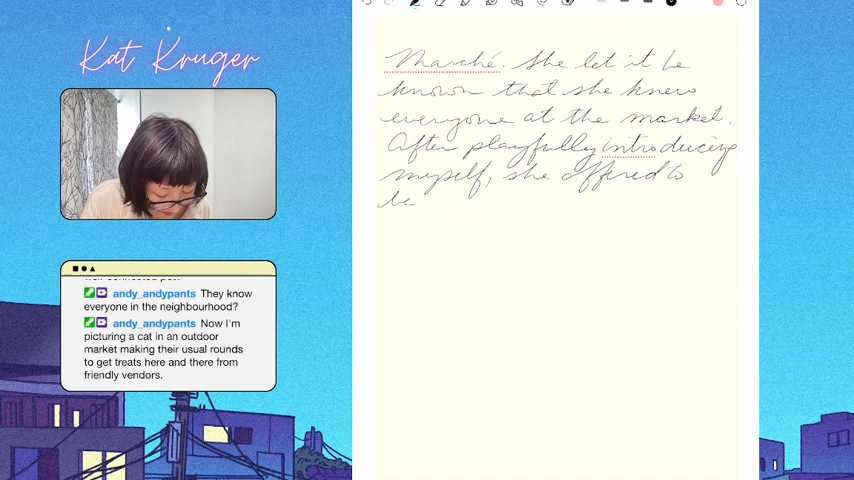 Kat Kruger
Marché. She let it be
known that she knew
everyone at the market.
After playfully introducing
myself, she offered to
be
andy_andypants They know
everyone in the neighbourhood?
andy_andypants Now I'm
picturing a cat in an outdoor
market making their usual rounds
to get treats here and there from
friendly vendors.